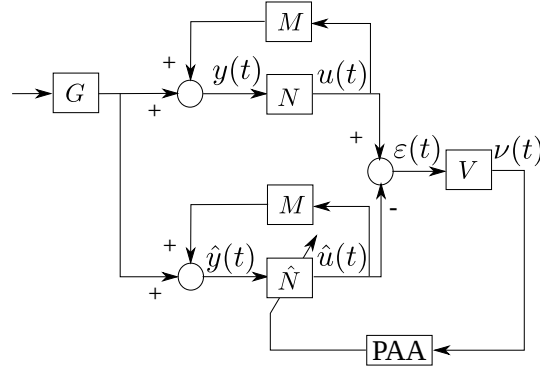 M
+
y(t)
u(t)
G
N
+
+
ε(t)
ν(t)
V
-
M
+
ŷ(t)
û(t)
N̂
+
PAA